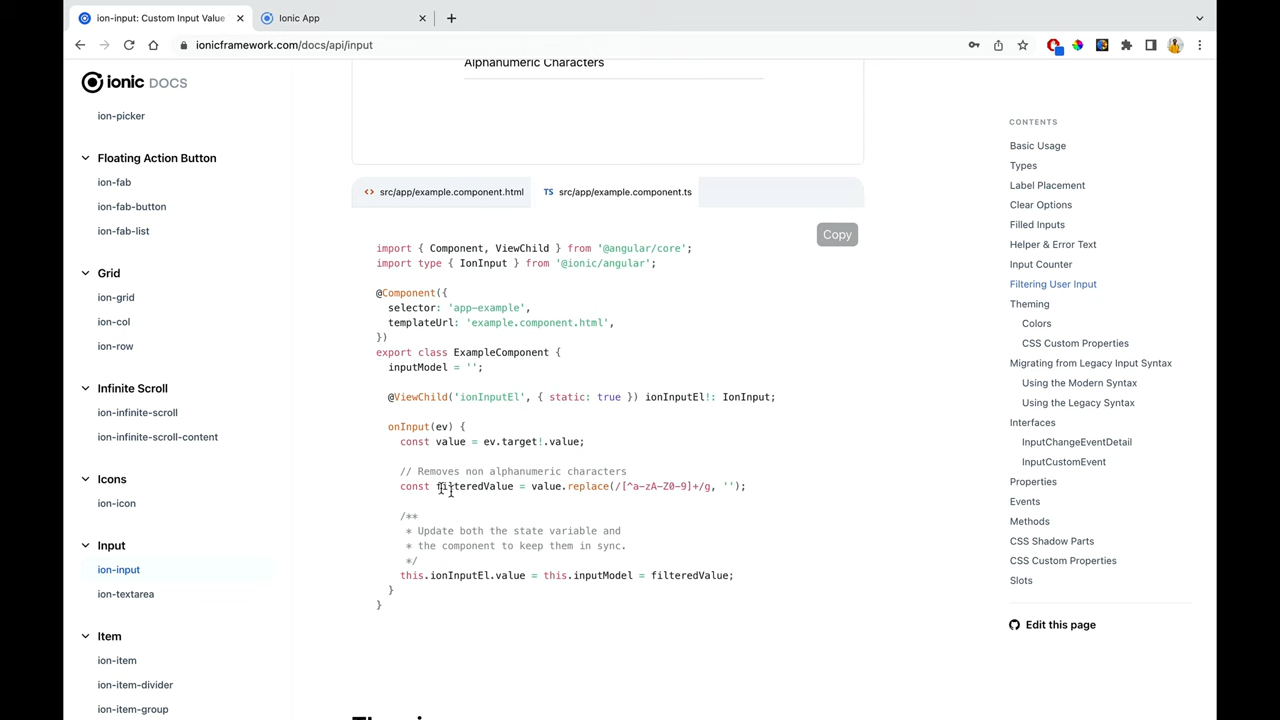 ion-input: Custom Input Value
Ionic App
ionicframework.com/docs/api/input
ionic DOCS
ion-picker
Floating Action Button
ion-fab
ion-fab-button
ion-fab-list
Grid
ion-grid
ion-col
ion-row
Infinite Scroll
ion-infinite-scroll
ion-infinite-scroll-content
Icons
ion-icon
Input
ion-input
ion-textarea
Item
ion-item
ion-item-divider
ion-item-group
Alphanumeric Characters
<> src/app/example.component.html
TS src/app/example.component.ts
Copy
import { Component, ViewChild } from '@angular/core';
import type { IonInput } from '@ionic/angular';
@Component({
selector: 'app-example',
templateUrl: 'example.component.html',
})
export class ExampleComponent {
inputModel = '';
@ViewChild('ionInputEl', { static: true }) ionInputEl!: IonInput;
onInput(ev) {
const value = ev.target!.value;
// Removes non alphanumeric characters
const filteredValue = value.replace(/[^a-zA-Z0-9]+/g, '');
/**
* Update both the state variable and
* the component to keep them in sync.
*/
this.ionInputEl.value = this.inputModel = filteredValue;
}
}
CONTENTS
Basic Usage
Types
Label Placement
Clear Options
Filled Inputs
Helper & Error Text
Input Counter
Filtering User Input
Theming
Colors
CSS Custom Properties
Migrating from Legacy Input Syntax
Using the Modern Syntax
Using the Legacy Syntax
Interfaces
InputChangeEventDetail
InputCustomEvent
Properties
Events
Methods
CSS Shadow Parts
CSS Custom Properties
Slots
Edit this page